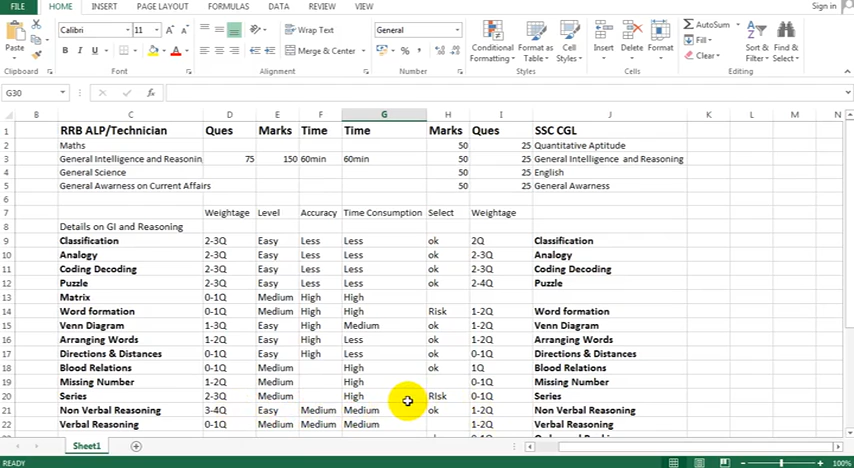 FILE HOME INSERT PAGE LAYOUT FORMULAS DATA REVIEW VIEW Sign in
Calibri 11 A A Wrap Text General AutoSum
Paste B I U Merge & Center $ % , Conditional Formatting Format as Table Cell Styles Insert Delete Format Fill Clear Sort & Filter Find & Select
Clipboard Font Alignment Number Styles Cells Editing
G30 fx
B C D E F G H I J K L M N
1 RRB ALP/Technician Ques Marks Time Time Marks Ques SSC CGL
2 Maths 50 25 Quantitative Aptitude
3 General Intelligence and Reasonin 75 150 60min 60min 50 25 General Intelligence and Reasoning
4 General Science 50 25 English
5 General Awarness on Current Affairs 50 25 General Awarness
6
7 Weightage Level Accuracy Time Consumption Select Weightage
8 Details on GI and Reasoning
9 Classification 2-3Q Easy Less Less ok 2Q Classification
10 Analogy 2-3Q Easy Less Less ok 2-3Q Analogy
11 Coding Decoding 2-3Q Easy Less Less ok 2-3Q Coding Decoding
12 Puzzle 2-3Q Easy Less Less ok 2-4Q Puzzle
13 Matrix 0-1Q Medium High High
14 Word formation 0-1Q Medium High High Risk 1-2Q Word formation
15 Venn Diagram 1-3Q Easy High Medium ok 1-2Q Venn Diagram
16 Arranging Words 0-1Q Easy High Less ok 1-2Q Arranging Words
17 Directions & Distances 0-1Q Easy High Less ok 0-1Q Directions & Distances
18 Blood Relations 0-1Q Medium High ok 1Q Blood Relations
19 Missing Number 1-2Q Medium High 0-1Q Missing Number
20 Series 2-3Q Medium High RIsk 0-1Q Series
21 Non Verbal Reasoning 3-4Q Easy Medium Medium ok 1-2Q Non Verbal Reasoning
22 Verbal Reasoning 0-1Q Medium Medium Medium 1-2Q Verbal Reasoning
Sheet1
READY 100%